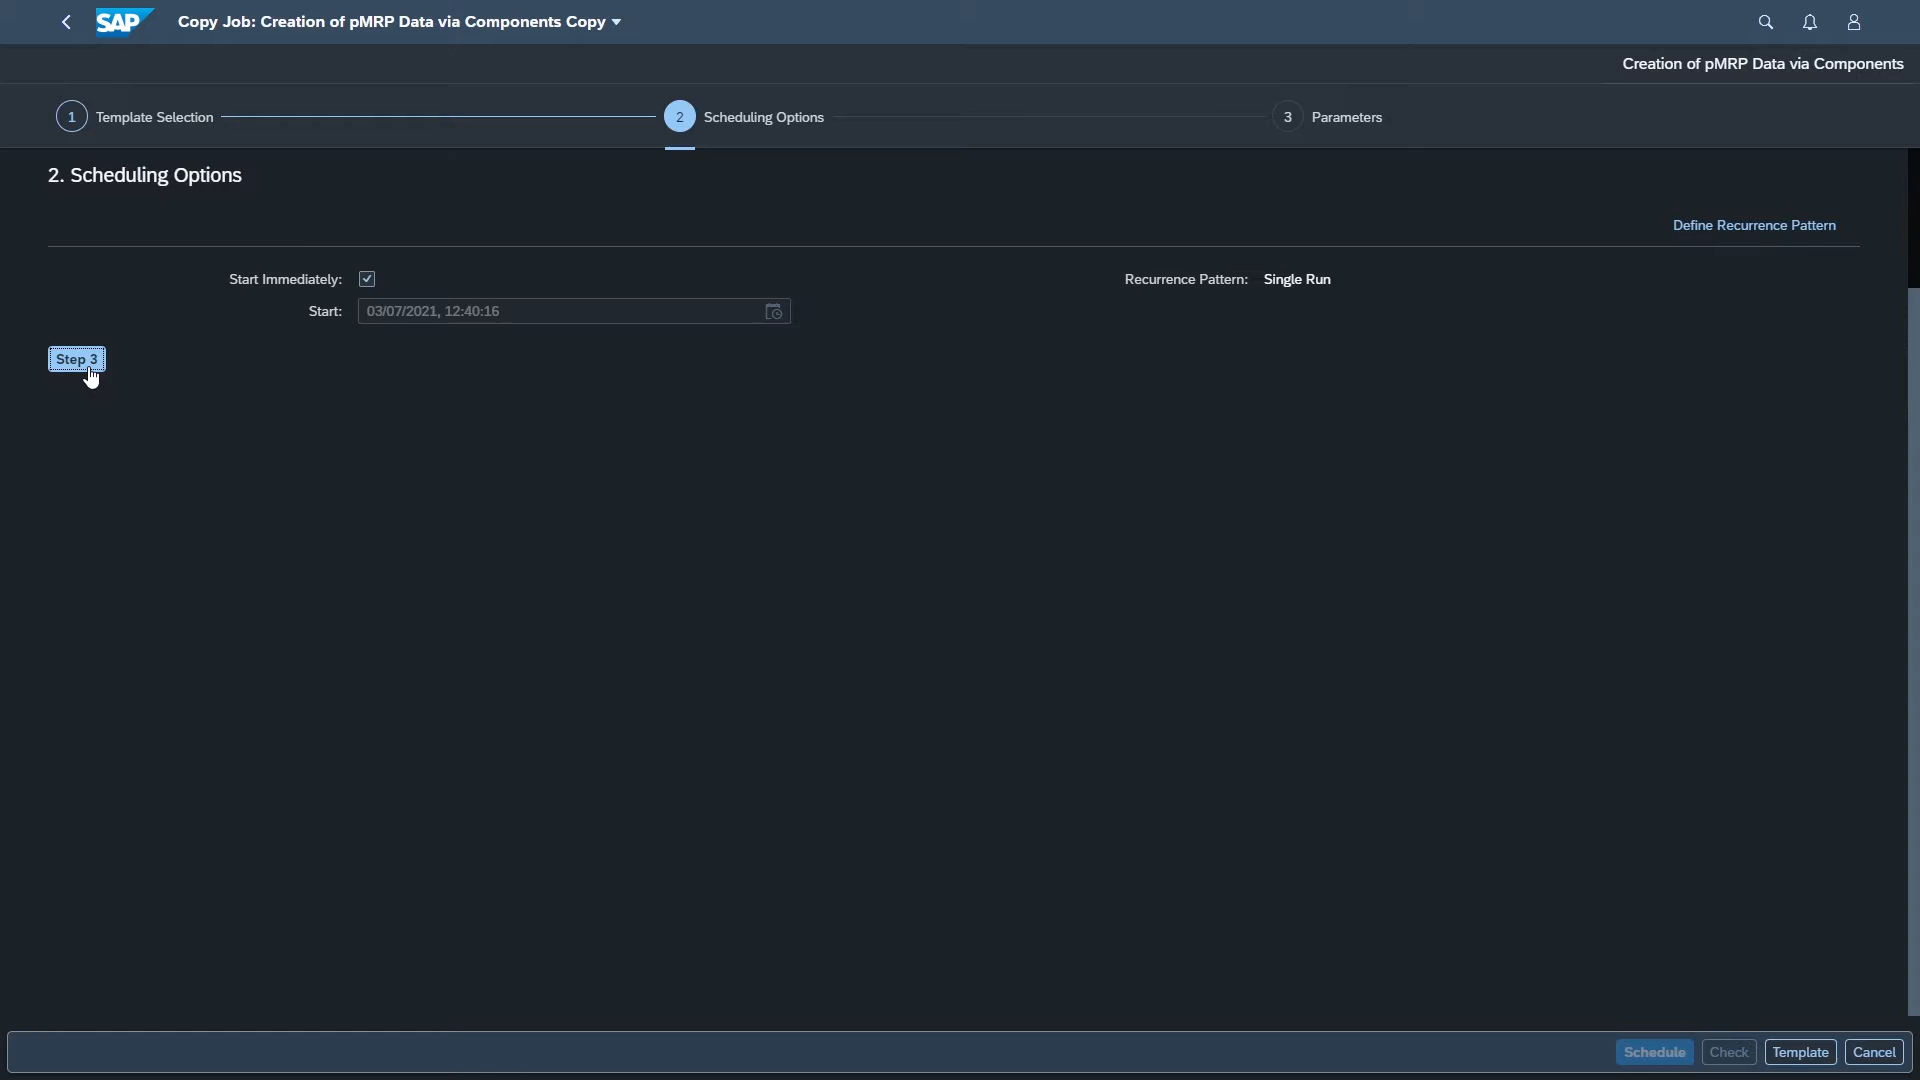 SAP Copy Job: Creation of pMRP Data via Components Copy
Creation of pMRP Data via Components
1 Template Selection 2 Scheduling Options 3 Parameters
2. Scheduling Options
Define Recurrence Pattern
Start Immediately: Recurrence Pattern: Single Run
Start: 03/07/2021, 12:40:16
Step 3
Schedule Check Template Cancel